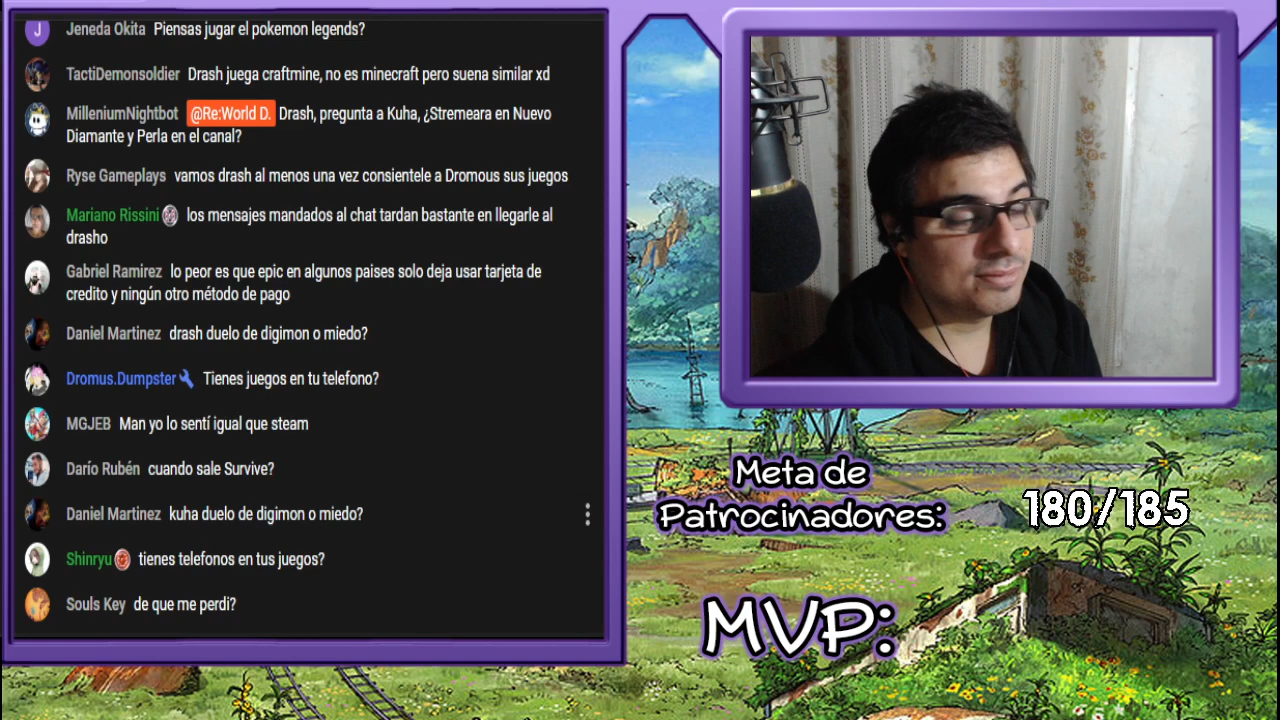 J Jeneda Okita Piensas jugar el pokemon legends?
TactiDemonsoldier Drash juega craftmine, no es minecraft pero suena similar xd
MilleniumNightbot @Re:World D. Drash, pregunta a Kuha, ¿Stremeara en Nuevo
Diamante y Perla en el canal?
Ryse Gameplays vamos drash al menos una vez consientele a Dromous sus juegos
Mariano Rissini los mensajes mandados al chat tardan bastante en llegarle al
drasho
Gabriel Ramirez lo peor es que epic en algunos paises solo deja usar tarjeta de
credito y ningún otro método de pago
Daniel Martinez drash duelo de digimon o miedo?
Dromus.Dumpster Tienes juegos en tu telefono?
MGJEB Man yo lo sentí igual que steam
Darío Rubén cuando sale Survive?
Daniel Martinez kuha duelo de digimon o miedo?
Shinryu tienes telefonos en tus juegos?
Souls Key de que me perdi?
Meta de
Patrocinadores:
180/185
MVP: